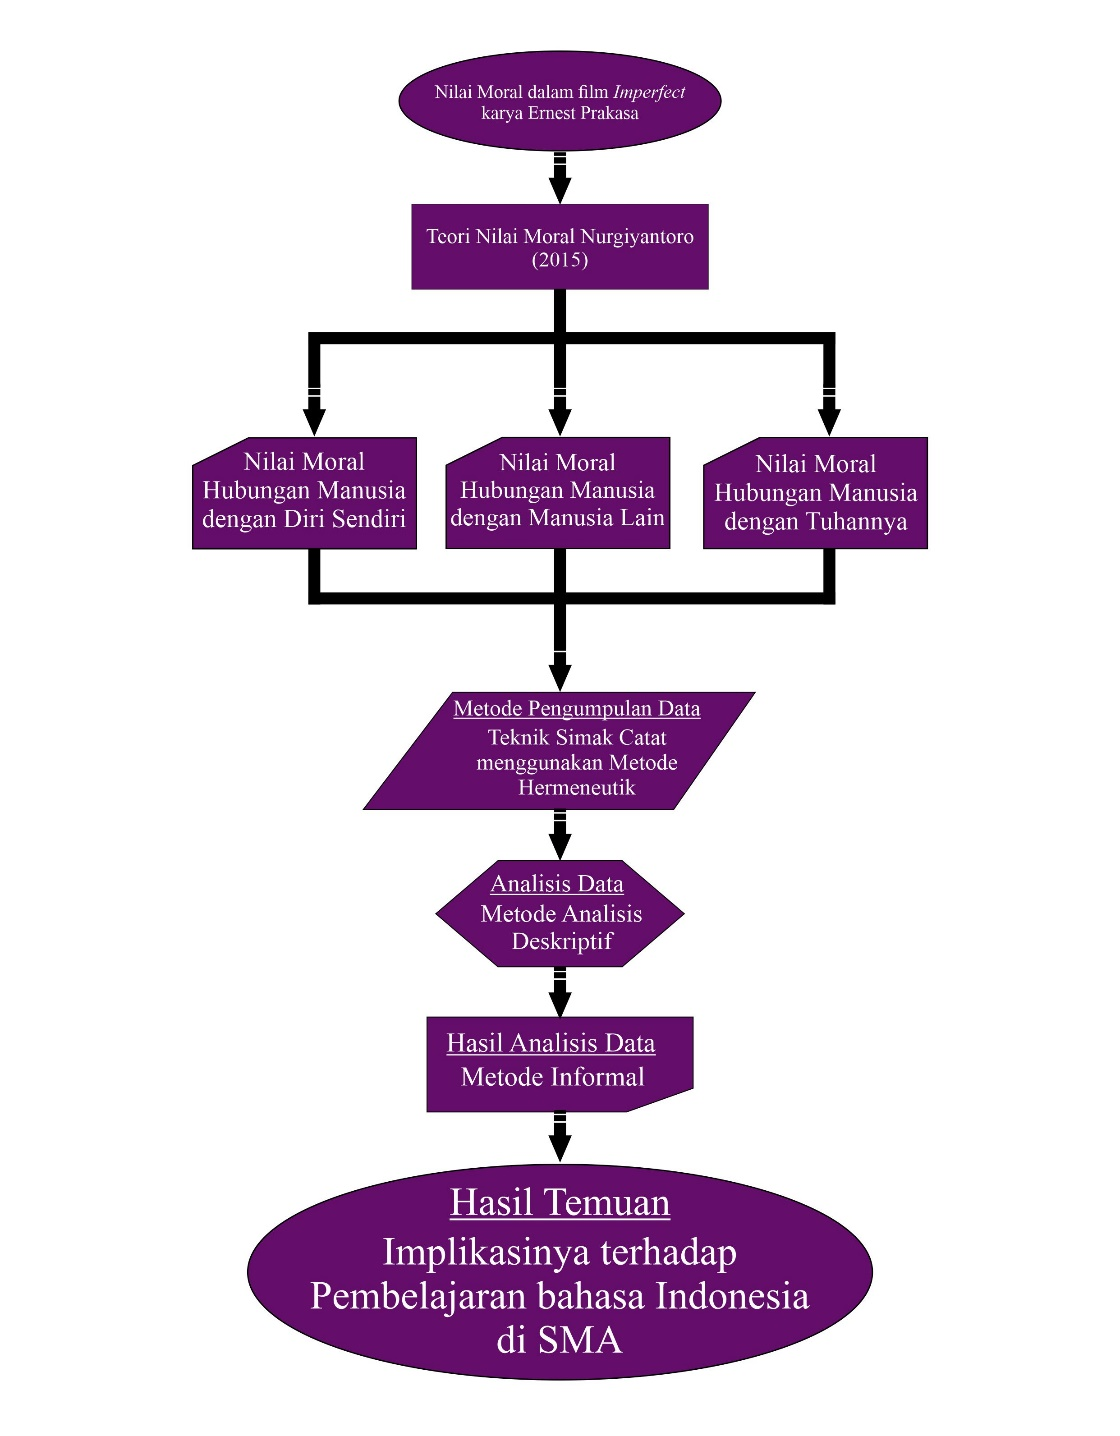 Nilai Moral dalam film Imperfect
karya Ernest Prakasa
Teori Nilai Moral Nurgiyantoro
(2015)
Nilai Moral
Hubungan Manusia
dengan Diri Sendiri
Nilai Moral
Hubungan Manusia
dengan Manusia Lain
Nilai Moral
Hubungan Manusia
dengan Tuhannya
Metode Pengumpulan Data
Teknik Simak Catat
menggunakan Metode
Hermeneutik
Analisis Data
Metode Analisis
Deskriptif
Hasil Analisis Data
Metode Informal
Hasil Temuan
Implikasinya terhadap
Pembelajaran bahasa Indonesia
di SMA